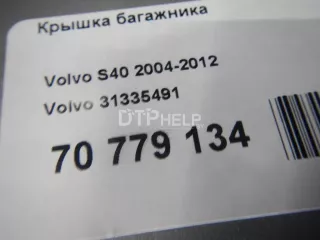 Крышка багажника
Volvo S40 2004-2012
Volvo 31335491
DTPHELP
70 779 134